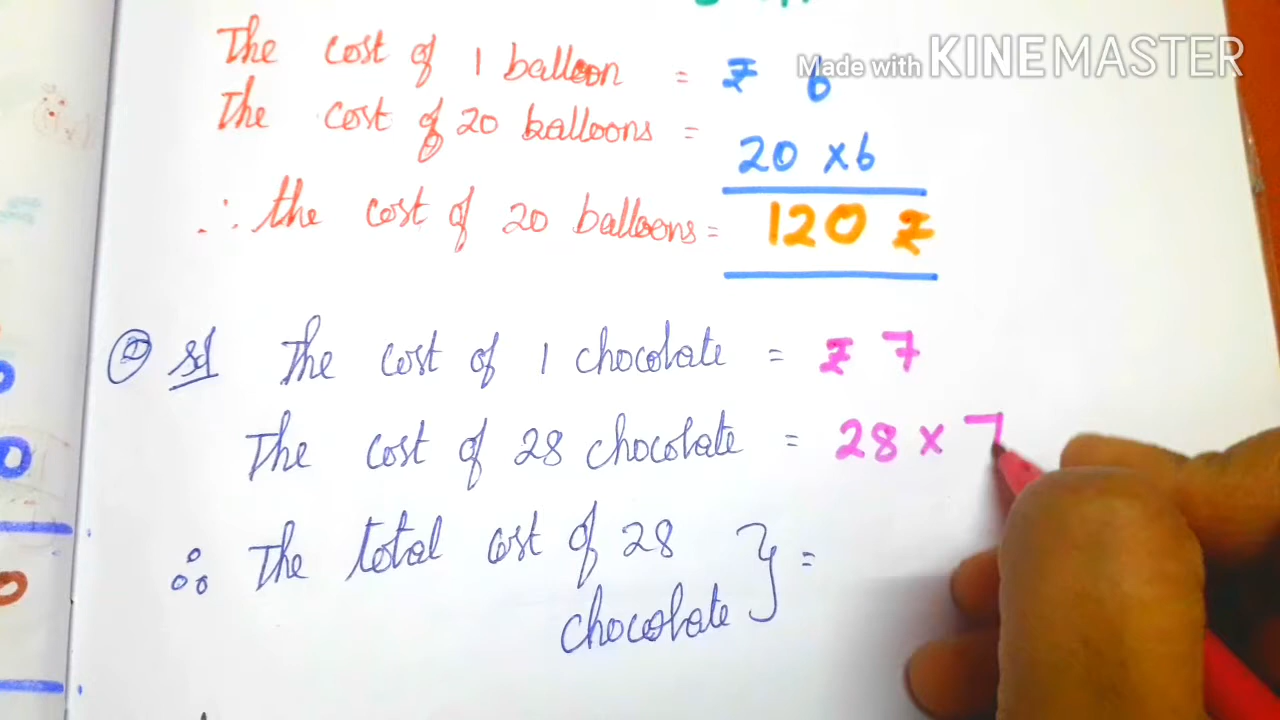 Made with KINEMASTER
The cost of 1 balloon = ₹ 6
The cost of 20 balloons =
20 x 6
∴ the cost of 20 balloons = 120 ₹
② Sol The cost of 1 chocolate = ₹ 7
The cost of 28 chocolate = 28 x 7
∴ The total cost of 28 chocolate } =